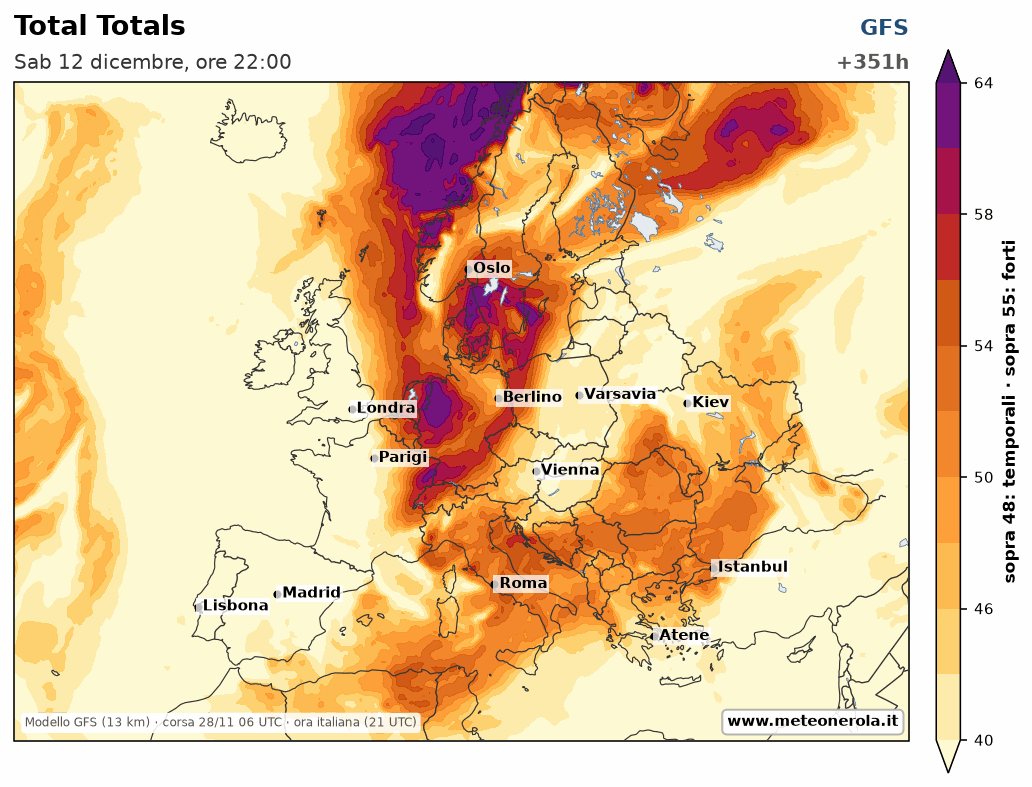 Total Totals
GFS
Sab 12 dicembre, ore 22:00
+351h
64
58
54
50
46
40
sopra 48: temporali · sopra 55: forti
Oslo
Berlino
Varsavia
Kiev
Londra
Parigi
Vienna
Istanbul
Roma
Madrid
Lisbona
Atene
Modello GFS (13 km) · corsa 28/11 06 UTC · ora italiana (21 UTC)
www.meteonerola.it